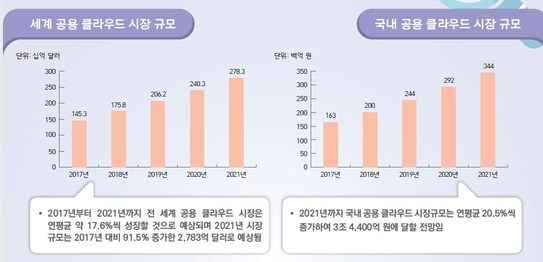 세계 공용 클라우드 시장 규모
단위: 십억 달러
300
250
200
150
100
50
0
145.3
175.8
206.2
240.3
278.3
2017년
2018년
2019년
2020년
2021년
• 2017년부터 2021년까지 전 세계 공용 클라우드 시장은
연평균 약 17.6%씩 성장할 것으로 예상되며 2021년 시장
규모는 2017년 대비 91.5% 증가한 2,783억 달러로 예상됨
국내 공용 클라우드 시장 규모
단위: 백억 원
350
300
250
200
150
100
50
0
163
200
244
292
344
2017년
2018년
2019년
2020년
2021년
• 2021년까지 국내 공용 클라우드 시장규모는 연평균 20.5%씩
증가하여 3조 4,400억 원에 달할 전망임